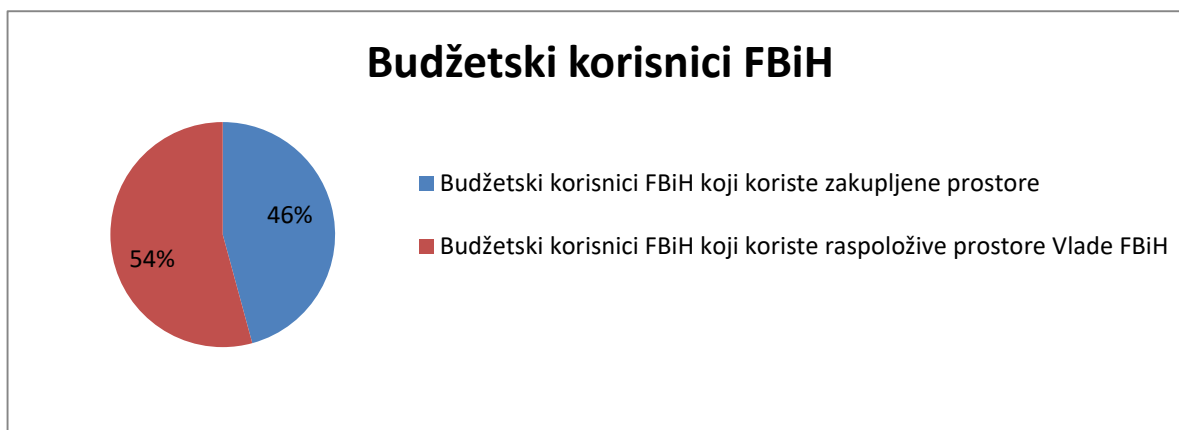 Budžetski korisnici FBiH
46%
54%
Budžetski korisnici FBiH koji koriste zakupljene prostore
Budžetski korisnici FBiH koji koriste raspoložive prostore Vlade FBiH